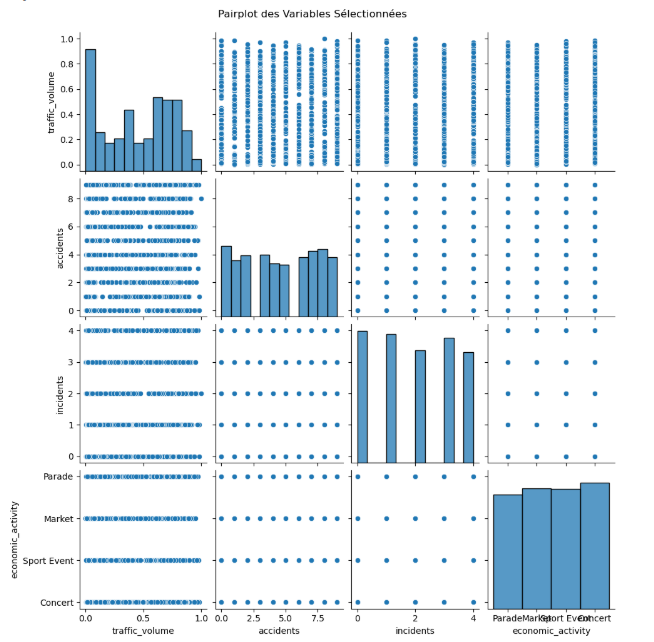 Pairplot des Variables Sélectionnées
1.0
0.8
0.6
0.4
0.2
0.0
traffic_volume
8
6
4
2
0
accidents
4
3
2
1
0
incidents
Parade
Market
Sport Event
Concert
economic_activity
0.0 0.5 1.0
traffic_volume
0.0 2.5 5.0 7.5
accidents
0 2 4
incidents
Parade Market Sport Event Concert
economic_activity